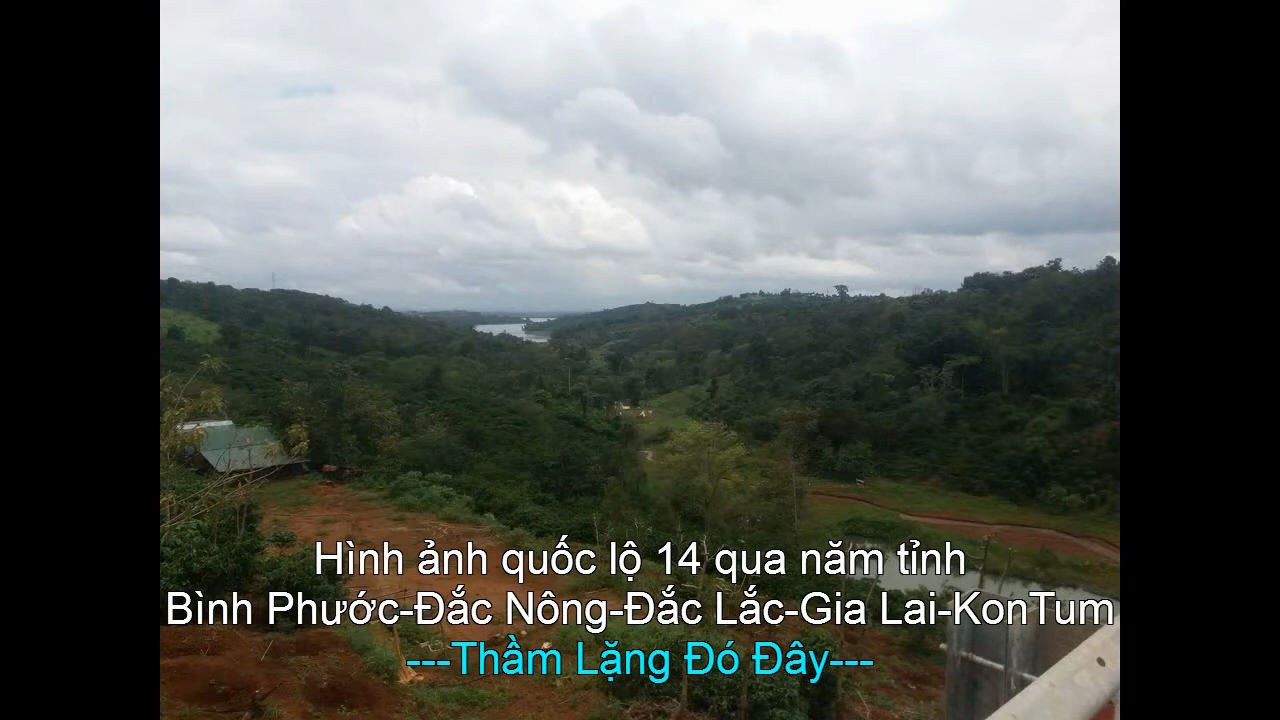 Hình ảnh quốc lộ 14 qua năm tỉnh
Bình Phước-Đắc Nông-Đắc Lắc-Gia Lai-KonTum
---Thầm Lặng Đó Đây---